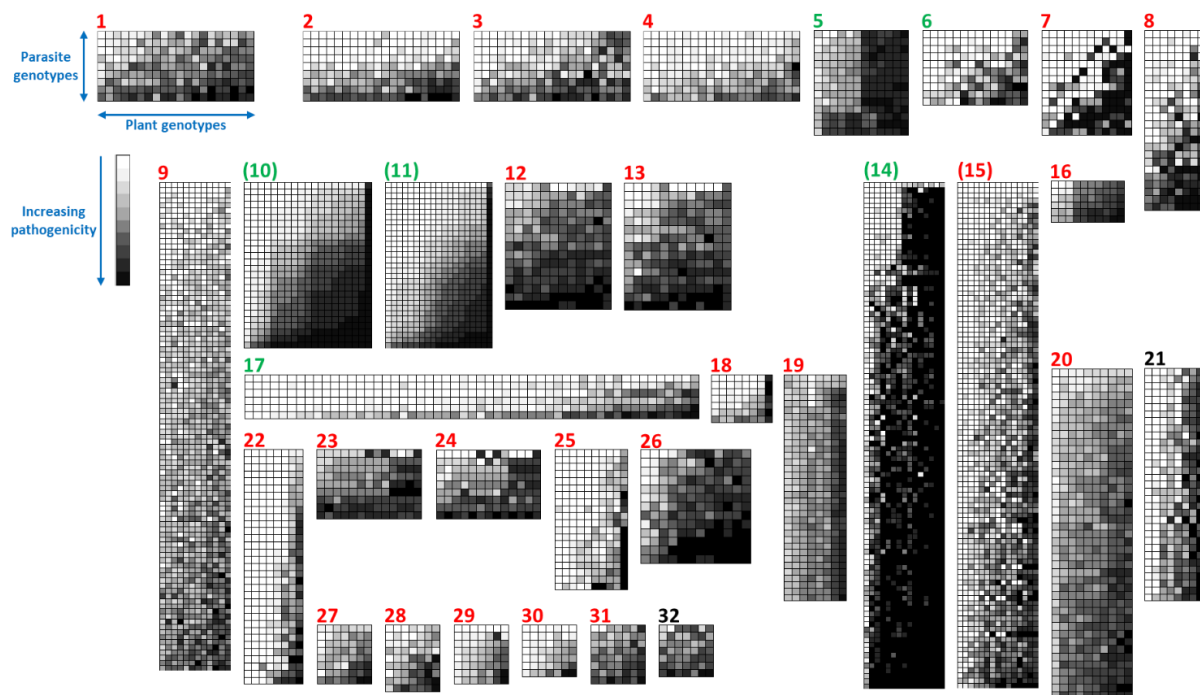 1 2 3 4 5 6 7 8
Parasite
genotypes
Plant genotypes
9 (10) (11) 12 13 (14) (15) 16
Increasing
pathogenicity
17 18 19 20 21
22 23 24 25 26
27 28 29 30 31 32